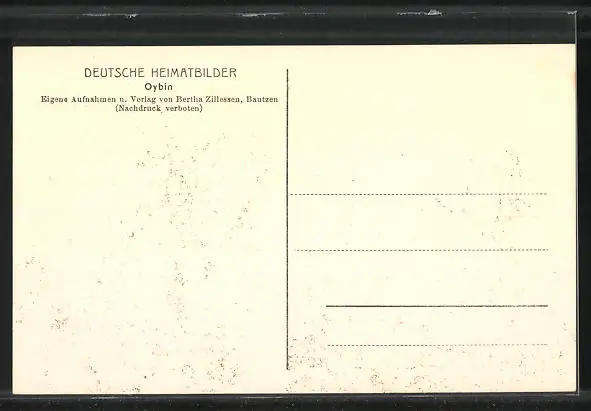 DEUTSCHE HEIMATBILDER
Oybin
Eigene Aufnahmen u. Verlag von Bertha Zillessen, Bautzen
(Nachdruck verboten)